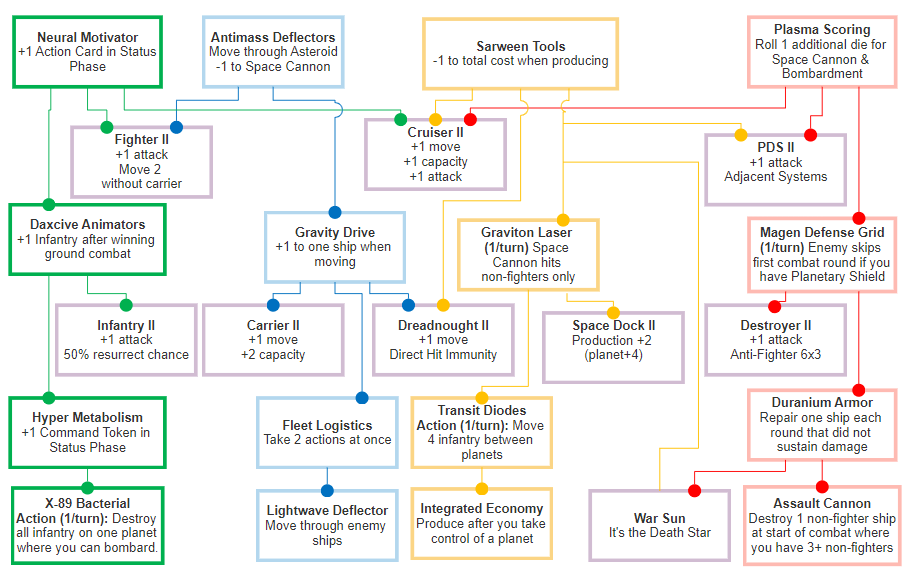 Neural Motivator
+1 Action Card in Status
Phase
Antimass Deflectors
Move through Asteroid
-1 to Space Cannon
Sarween Tools
-1 to total cost when producing
Plasma Scoring
Roll 1 additional die for
Space Cannon &
Bombardment
Fighter II
+1 attack
Move 2
without carrier
Cruiser II
+1 move
+1 capacity
+1 attack
PDS II
+1 attack
Adjacent Systems
Daxcive Animators
+1 Infantry after winning
ground combat
Gravity Drive
+1 to one ship when
moving
Graviton Laser
(1/turn) Space
Cannon hits
non-fighters only
Magen Defense Grid
(1/turn) Enemy skips
first combat round if you
have Planetary Shield
Infantry II
+1 attack
50% resurrect chance
Carrier II
+1 move
+2 capacity
Dreadnought II
+1 move
Direct Hit Immunity
Space Dock II
Production +2
(planet+4)
Destroyer II
+1 attack
Anti-Fighter 6x3
Hyper Metabolism
+1 Command Token in
Status Phase
Fleet Logistics
Take 2 actions at once
Transit Diodes
Action (1/turn): Move
4 infantry between
planets
Duranium Armor
Repair one ship each
round that did not
sustain damage
X-89 Bacterial
Action (1/turn): Destroy
all infantry on one planet
where you can bombard.
Lightwave Deflector
Move through enemy
ships
Integrated Economy
Produce after you take
control of a planet
War Sun
It's the Death Star
Assault Cannon
Destroy 1 non-fighter ship
at start of combat where
you have 3+ non-fighters